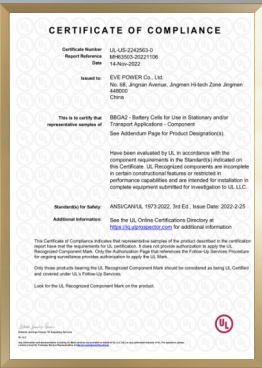 CERTIFICATE OF COMPLIANCE
Certificate Number UL-US-2242563-0
Report Reference MH63503-20221106
Date 14-Nov-2022
Issued to: EVE POWER Co., Ltd.
No. 68, Jingnan Avenue, Jingmen Hi-tech Zone Jingmen
448000
China
This is to certify that BBGA2 - Battery Cells for Use in Stationary and/or
representative samples of Transport Applications - Component
See Addendum Page for Product Designation(s).
Have been evaluated by UL in accordance with the
component requirements in the Standard(s) indicated on
this Certificate. UL Recognized components are incomplete
in certain constructional features or restricted in
performance capabilities and are intended for installation in
complete equipment submitted for investigation to UL LLC.
Standard(s) for Safety: ANSI/CAN/UL 1973:2022, 3rd Ed., Issue Date: 2022-2-25
Additional Information: See the UL Online Certifications Directory at
https://iq.ulprospector.com for additional information
This Certificate of Compliance indicates that representative samples of the product described in the certification
report have met the requirements for UL certification. It does not provide authorization to apply the UL
Recognized Component Mark. Only the Authorization Page that references the Follow-Up Services Procedure
for ongoing surveillance provides authorization to apply the UL Mark.
Only those products bearing the UL Recognized Component Mark should be considered as being UL Certified
and covered under UL's Follow-Up Services.
Look for the UL Recognized Component Mark on the product.
UL